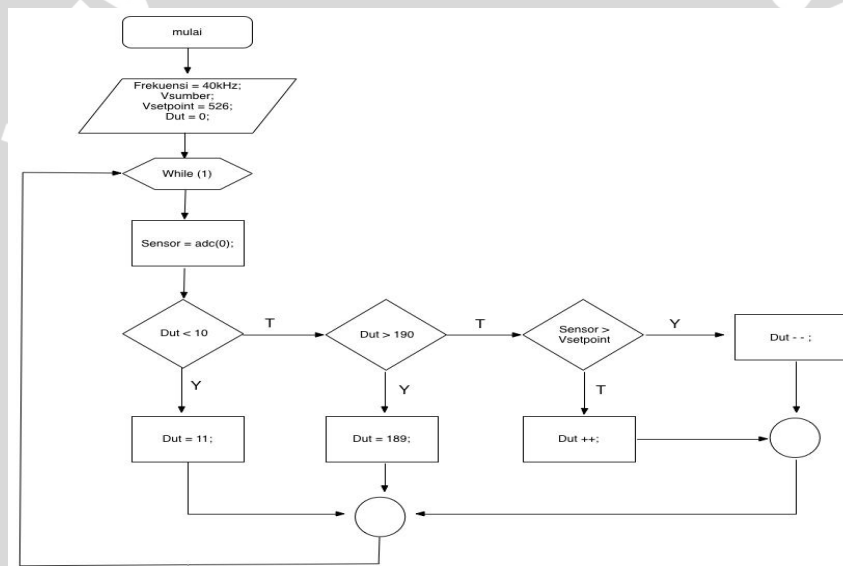 mulai
Frekuensi = 40kHz;
Vsumber;
Vsetpoint = 526;
Dut = 0;
While (1)
Sensor = adc(0);
Dut < 10
T
Dut > 190
T
Sensor >
Vsetpoint
Y
Dut - - ;
Y
Y
T
Dut = 11;
Dut = 189;
Dut ++;